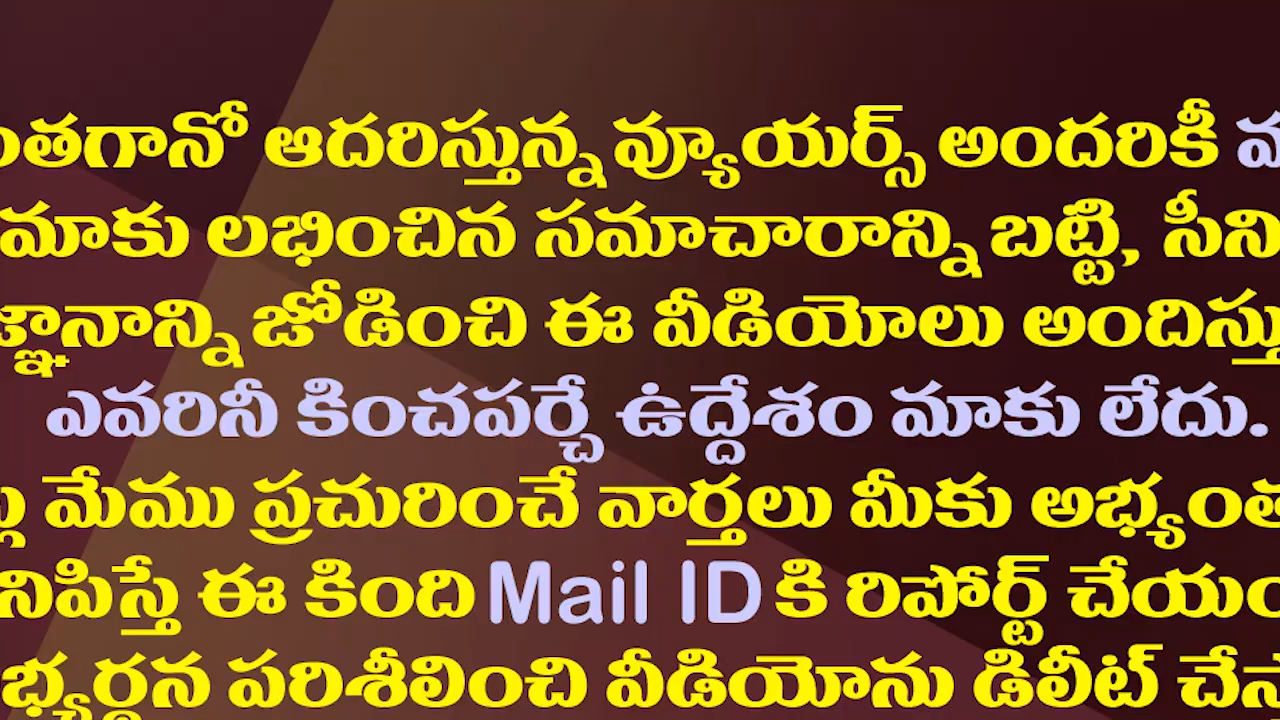 ఆదరిస్తున్న వ్యూయర్స్ అందరికీ
మాకు లభించిన సమాచారాన్ని బట్టి,
జోడించి ఈ వీడియోలు
ఎవరినీ కించపర్చే ఉద్దేశం మాకు లేదు.
మేము ప్రచురించే వార్తలు మీకు
ఈ కింది Mail ID కి రిపోర్ట్
పరిశీలించి వీడియోను డిలీట్